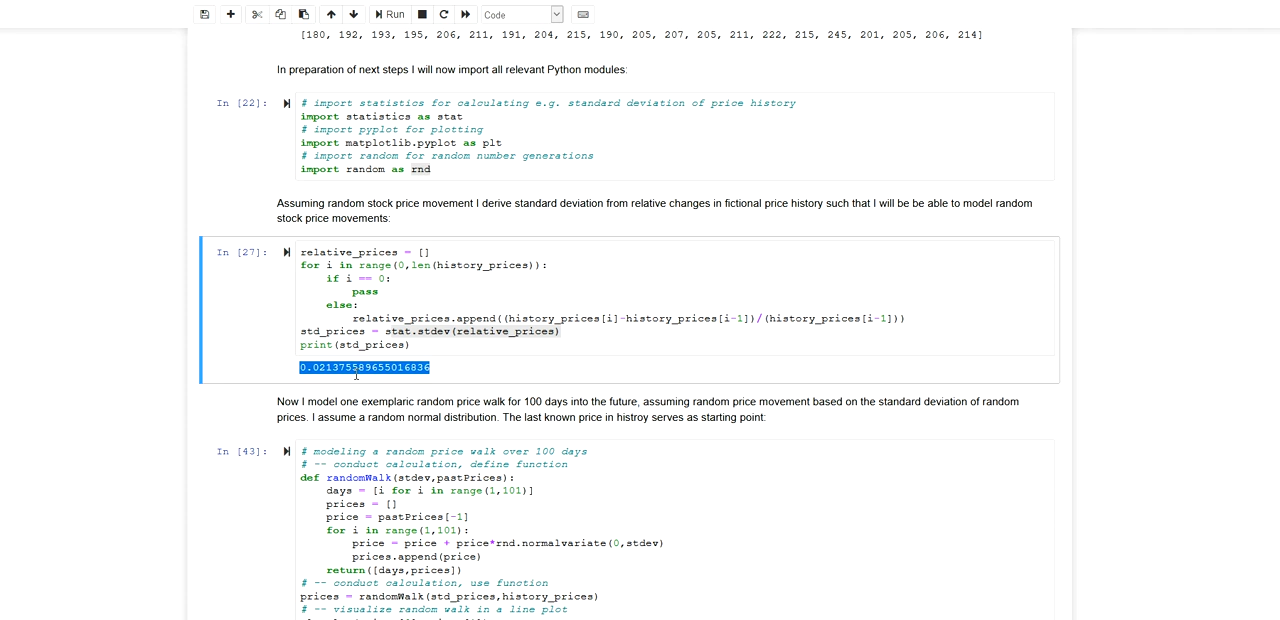 Run Code
[180, 192, 193, 195, 206, 211, 191, 204, 215, 190, 205, 207, 205, 211, 222, 215, 245, 201, 205, 206, 214]
In preparation of next steps I will now import all relevant Python modules:
In [22]: # import statistics for calculating e.g. standard deviation of price history
import statistics as stat
# import pyplot for plotting
import matplotlib.pyplot as plt
# import random for random number generations
import random as rnd
Assuming random stock price movement I derive standard deviation from relative changes in fictional price history such that I will be be able to model random
stock price movements:
In [27]: relative_prices = []
for i in range(0,len(history_prices)):
if i == 0:
pass
else:
relative_prices.append((history_prices[i]-history_prices[i-1])/(history_prices[i-1]))
std_prices = stat.stdev(relative_prices)
print(std_prices)
0.021375589655016836
Now I model one exemplaric random price walk for 100 days into the future, assuming random price movement based on the standard deviation of random
prices. I assume a random normal distribution. The last known price in histroy serves as starting point:
In [43]: # modeling a random price walk over 100 days
# -- conduct calculation, define function
def randomWalk(stdev,pastPrices):
days = [i for i in range(1,101)]
prices = []
price = pastPrices[-1]
for i in range(1,101):
price = price + price*rnd.normalvariate(0,stdev)
prices.append(price)
return([days,prices])
# -- conduct calculation, use function
prices = randomWalk(std_prices,history_prices)
# -- visualize random walk in a line plot